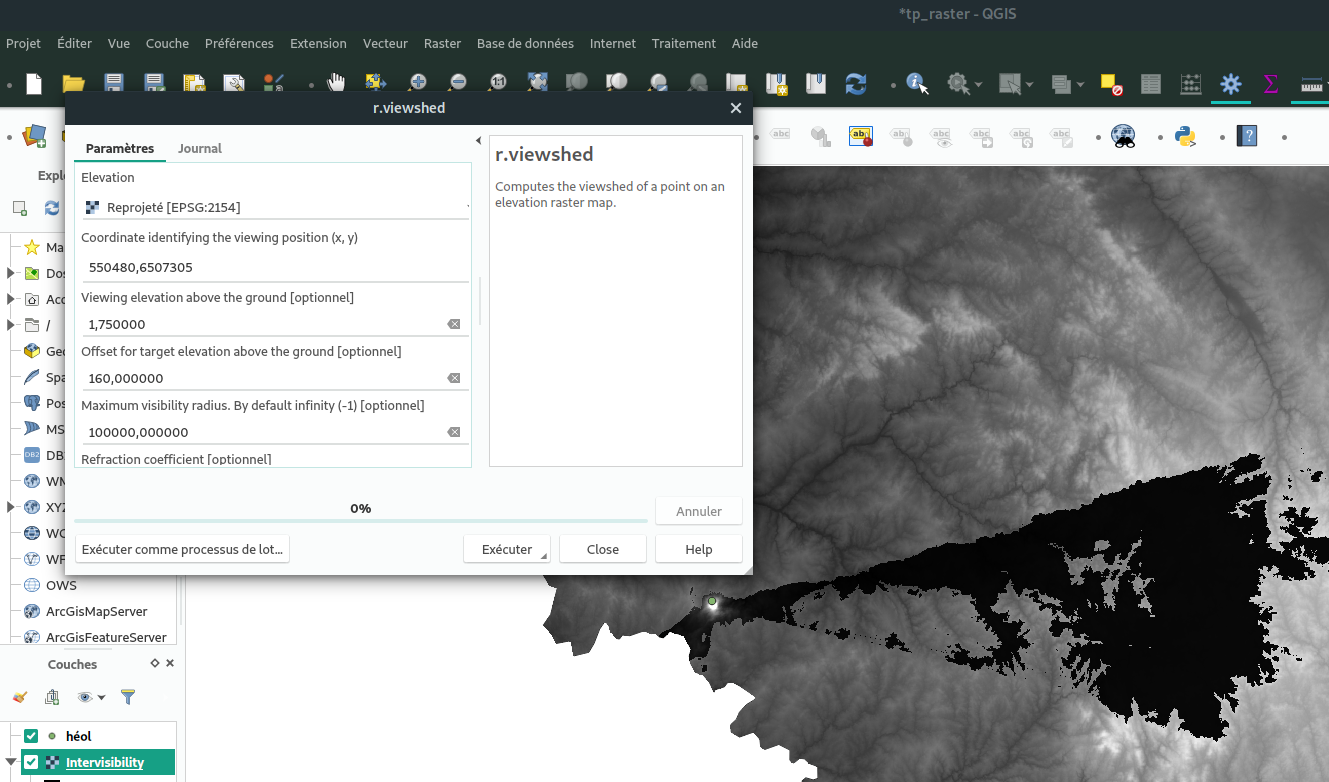 *tp_raster - QGIS
Projet Éditer Vue Couche Préférences Extension Vecteur Raster Base de données Internet Traitement Aide
r.viewshed
Paramètres Journal
Elevation
Reprojeté [EPSG:2154]
Coordinate identifying the viewing position (x, y)
550480,6507305
Viewing elevation above the ground [optionnel]
1,750000
Offset for target elevation above the ground [optionnel]
160,000000
Maximum visibility radius. By default infinity (-1) [optionnel]
100000,000000
Refraction coefficient [optionnel]
r.viewshed
Computes the viewshed of a point on an
elevation raster map.
0%
Annuler
Exécuter comme processus de lot...
Exécuter
Close
Help
Explo
Ma
Dos
Acc
/
Geo
Spa
Pos
MS
DB2
DB
WM
XYZ
WC
WF
OWS
ArcGisMapServer
ArcGisFeatureServer
Couches
héol
Intervisibility